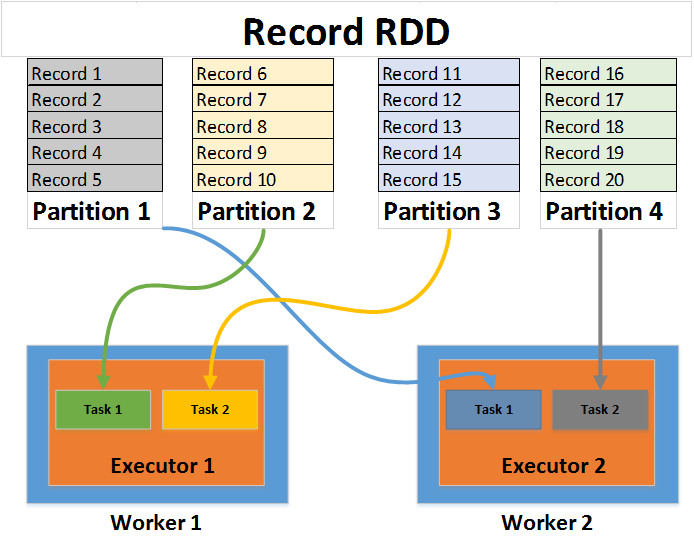 Record RDD
Record 1
Record 2
Record 3
Record 4
Record 5
Partition 1
Record 6
Record 7
Record 8
Record 9
Record 10
Partition 2
Record 11
Record 12
Record 13
Record 14
Record 15
Partition 3
Record 16
Record 17
Record 18
Record 19
Record 20
Partition 4
Task 1
Task 2
Executor 1
Worker 1
Task 1
Task 2
Executor 2
Worker 2